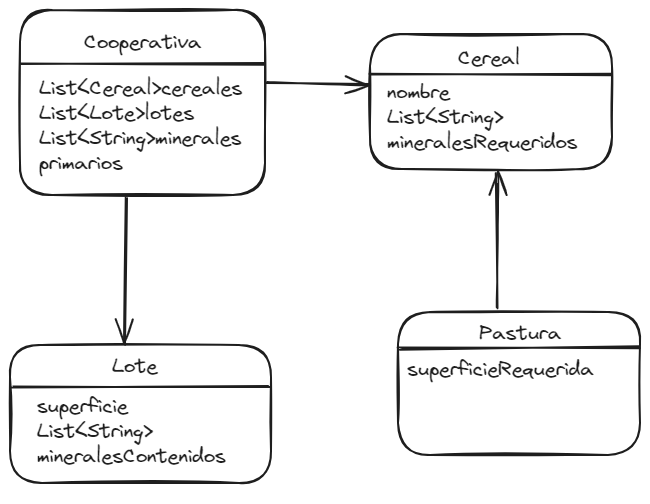 Cooperativa
List<Cereal>cereales
List<Lote>lotes
List<String>minerales
primarios
Cereal
nombre
List<String>
mineralesRequeridos
Lote
superficie
List<String>
mineralesContenidos
Pastura
superficieRequerida